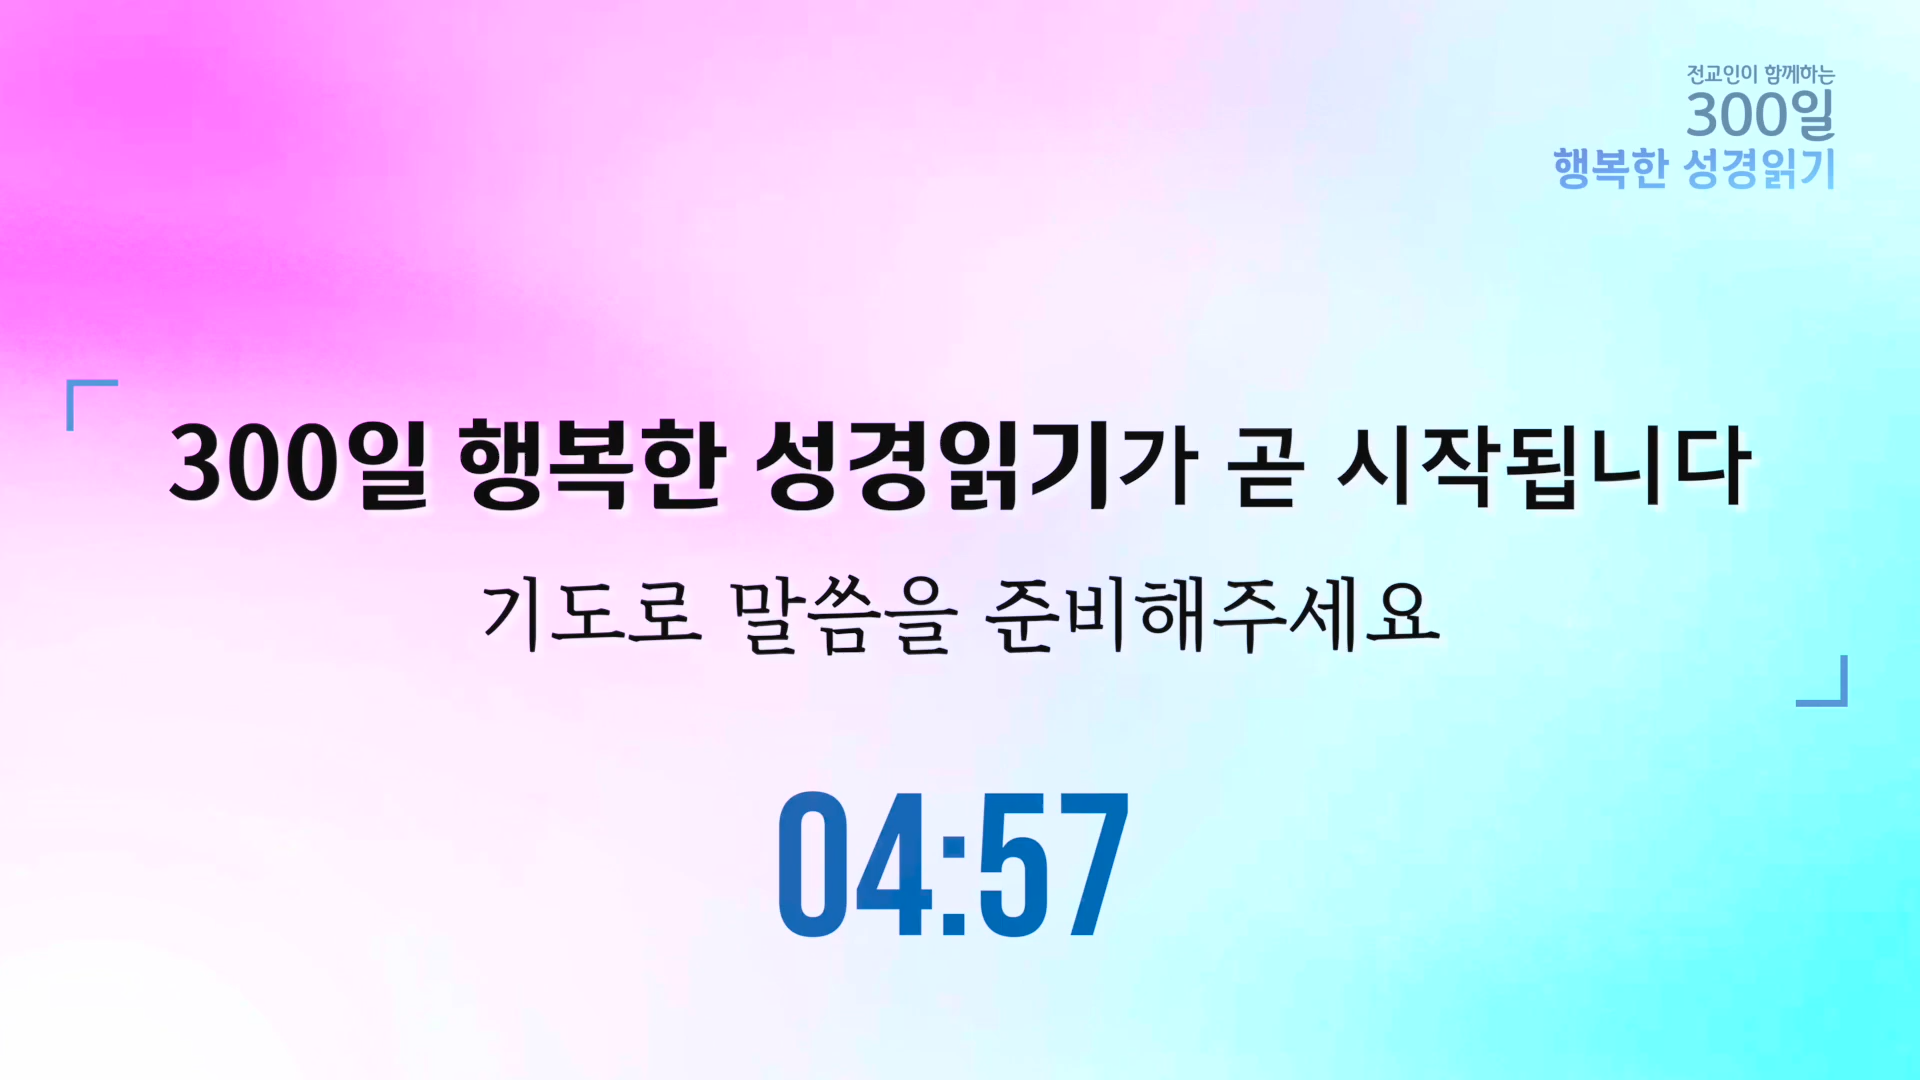 전교인이 함께하는
300일
행복한 성경읽기
300일 행복한 성경읽기가 곧 시작됩니다
기도로 말씀을 준비해주세요
04:57